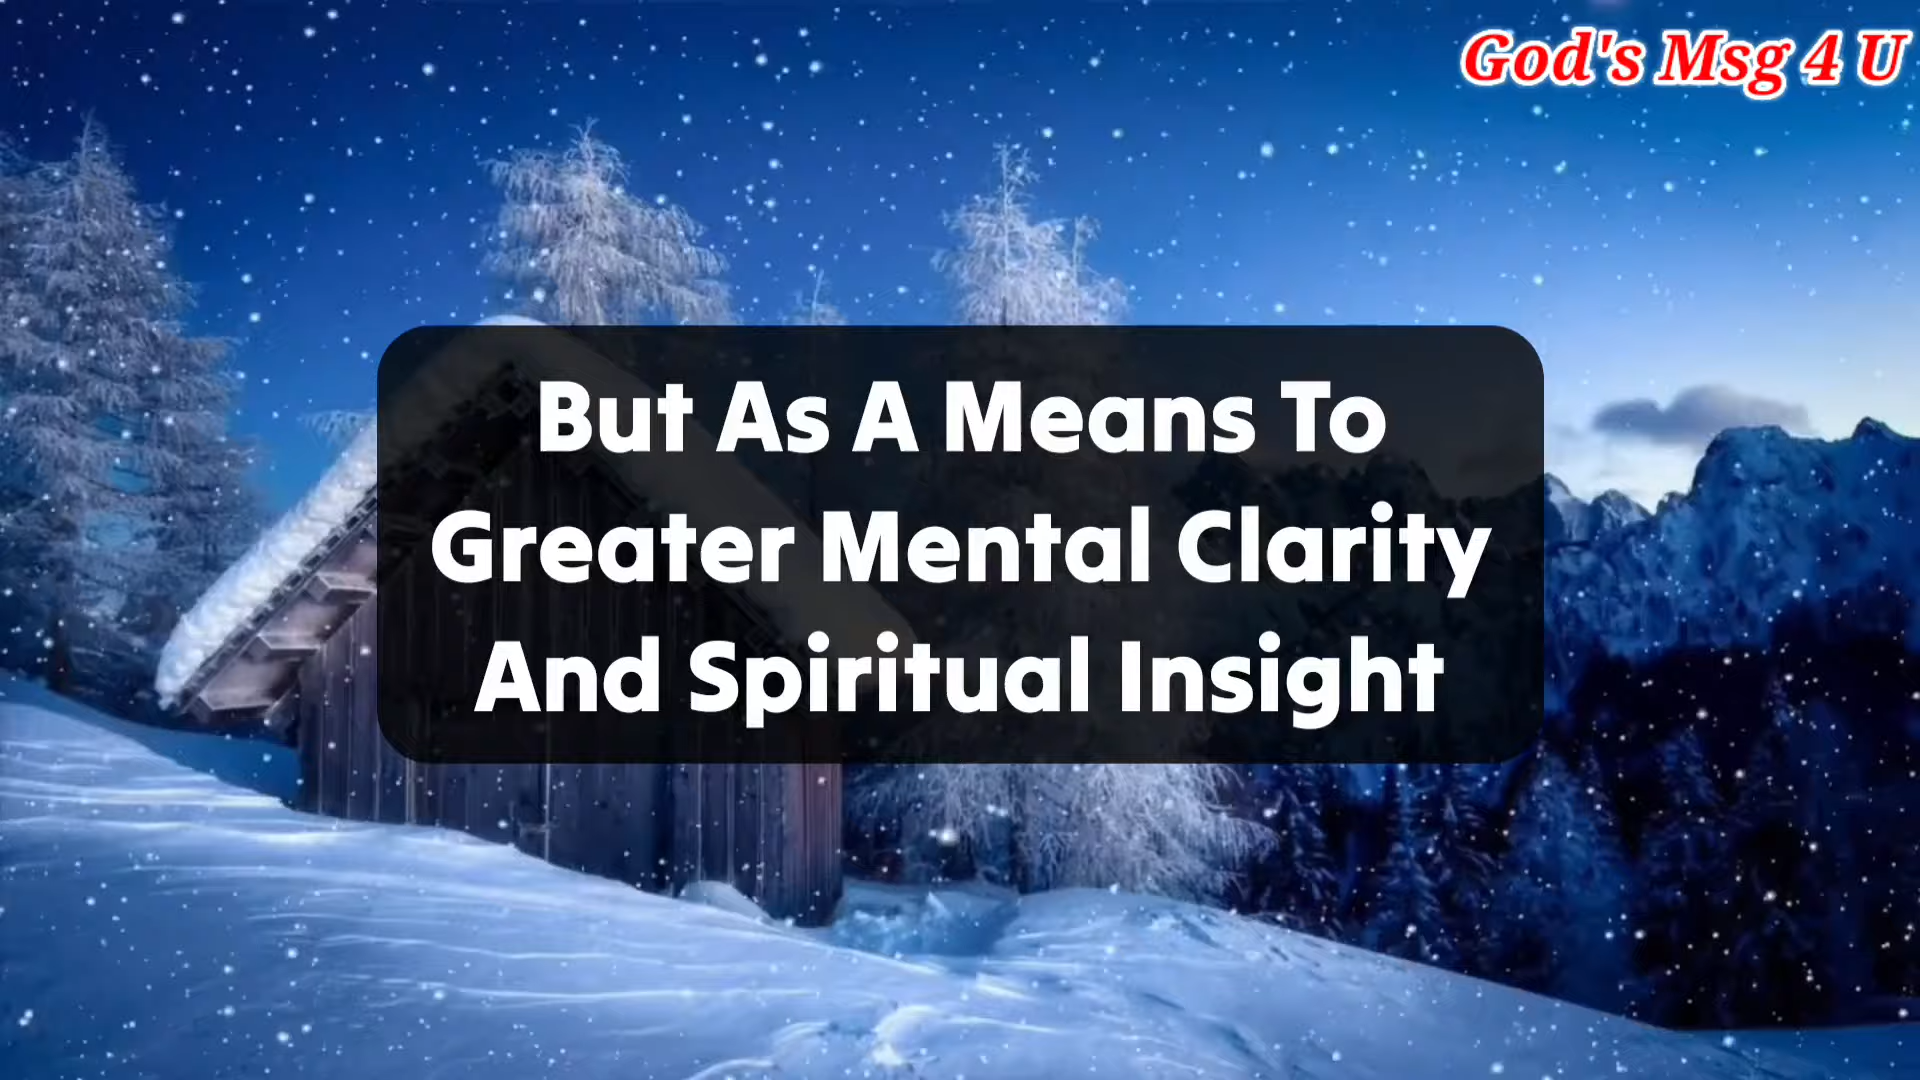 God's Msg 4 U
But As A Means To
Greater Mental Clarity
And Spiritual Insight